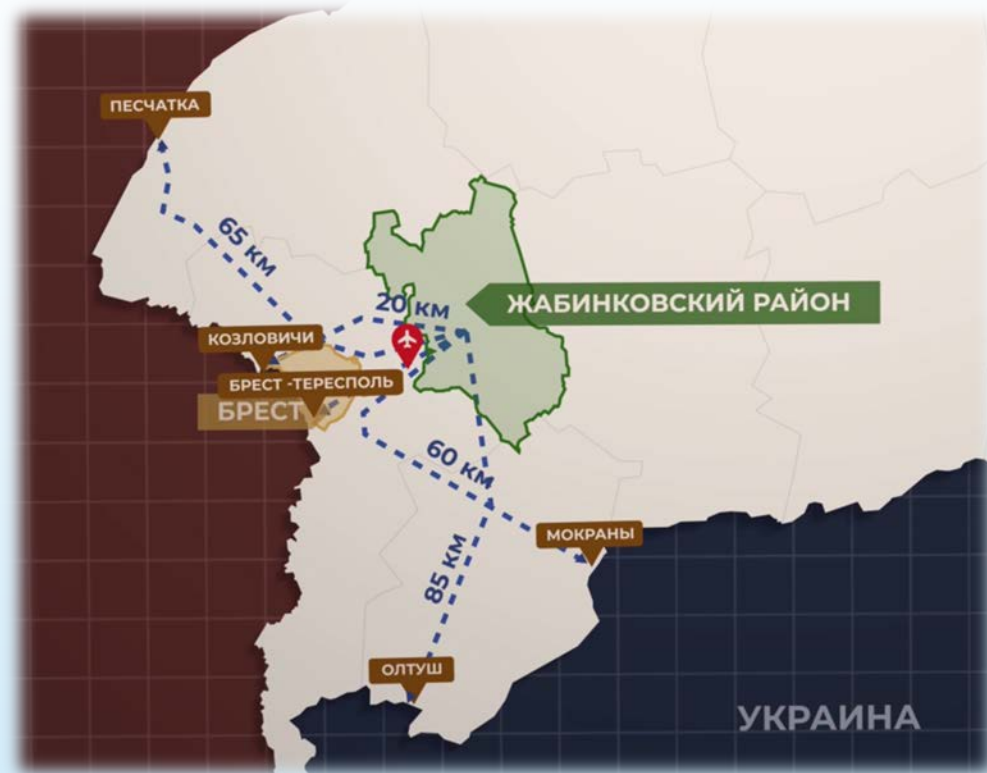 ПЕСЧАТКА
65 км
20 км
ЖАБИНКОВСКИЙ РАЙОН
КОЗЛОВИЧИ
БРЕСТ -ТЕРЕСПОЛЬ
БРЕСТ
60 км
МОКРАНЫ
85 км
ОЛТУШ
УКРАИНА